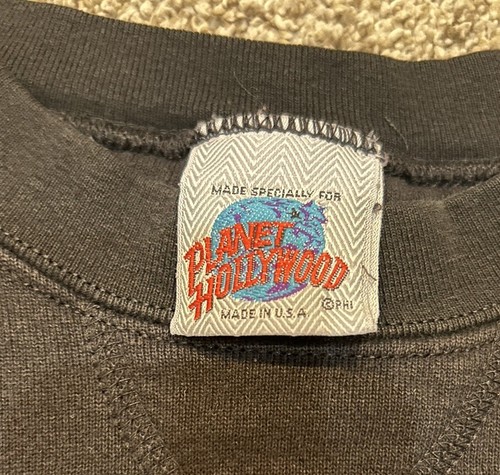 MADE SPECIALLY FOR
PLANET
HOLLYWOOD
©PHI
MADE IN U.S.A.